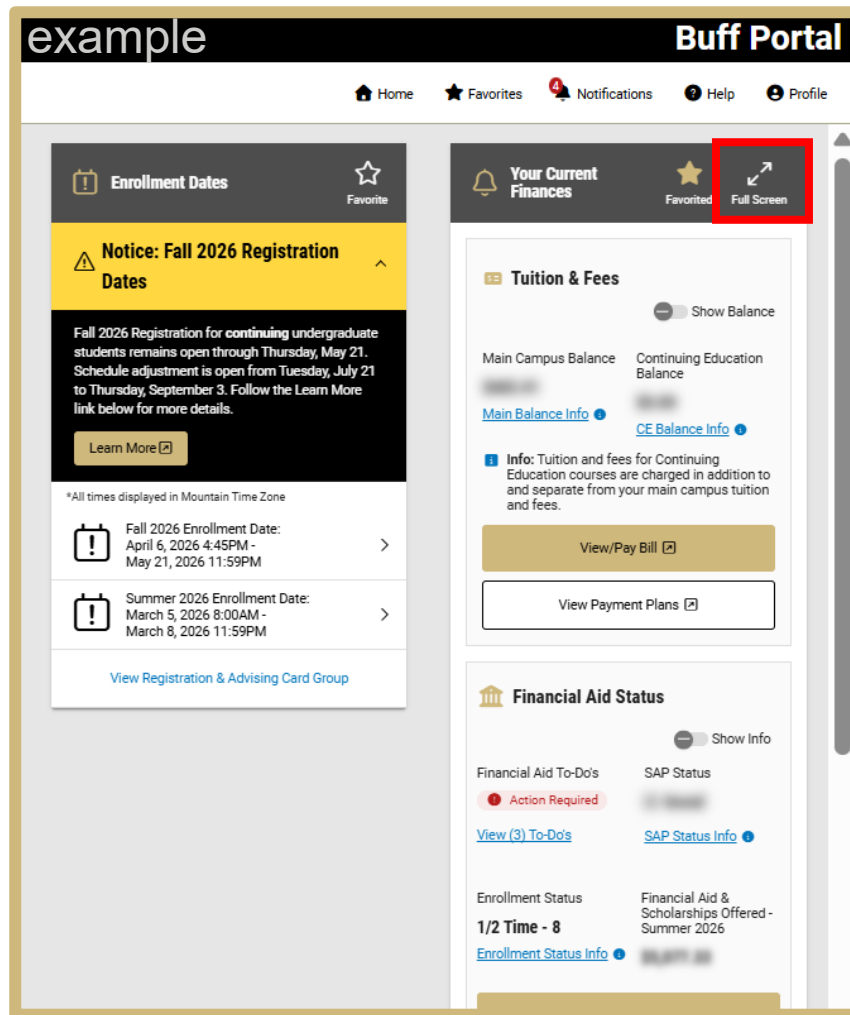 example
Buff Portal
Home
Favorites
4
Notifications
Help
Profile
Enrollment Dates
Favorite
Notice: Fall 2026 Registration
Dates
Fall 2026 Registration for continuing undergraduate
students remains open through Thursday, May 21.
Schedule adjustment is open from Tuesday, July 21
to Thursday, September 3. Follow the Learn More
link below for more details.
Learn More
*All times displayed in Mountain Time Zone
Fall 2026 Enrollment Date:
April 6, 2026 4:45PM -
May 21, 2026 11:59PM
Summer 2026 Enrollment Date:
March 5, 2026 8:00AM -
March 8, 2026 11:59PM
View Registration & Advising Card Group
Your Current
Finances
Favorited
Full Screen
Tuition & Fees
Show Balance
Main Campus Balance
Main Balance Info
Continuing Education
Balance
CE Balance Info
Info: Tuition and fees for Continuing
Education courses are charged in addition to
and separate from your main campus tuition
and fees.
View/Pay Bill
View Payment Plans
Financial Aid Status
Show Info
Financial Aid To-Do's
Action Required
View (3) To-Do's
SAP Status
SAP Status Info
Enrollment Status
1/2 Time - 8
Enrollment Status Info
Financial Aid &
Scholarships Offered -
Summer 2026